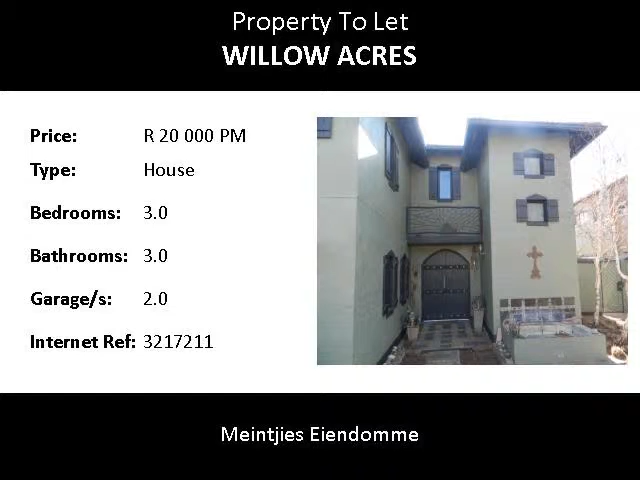 Property To Let
WILLOW ACRES
Price: R 20 000 PM
Type: House
Bedrooms: 3.0
Bathrooms: 3.0
Garage/s: 2.0
Internet Ref: 3217211
Meintjies Eiendomme